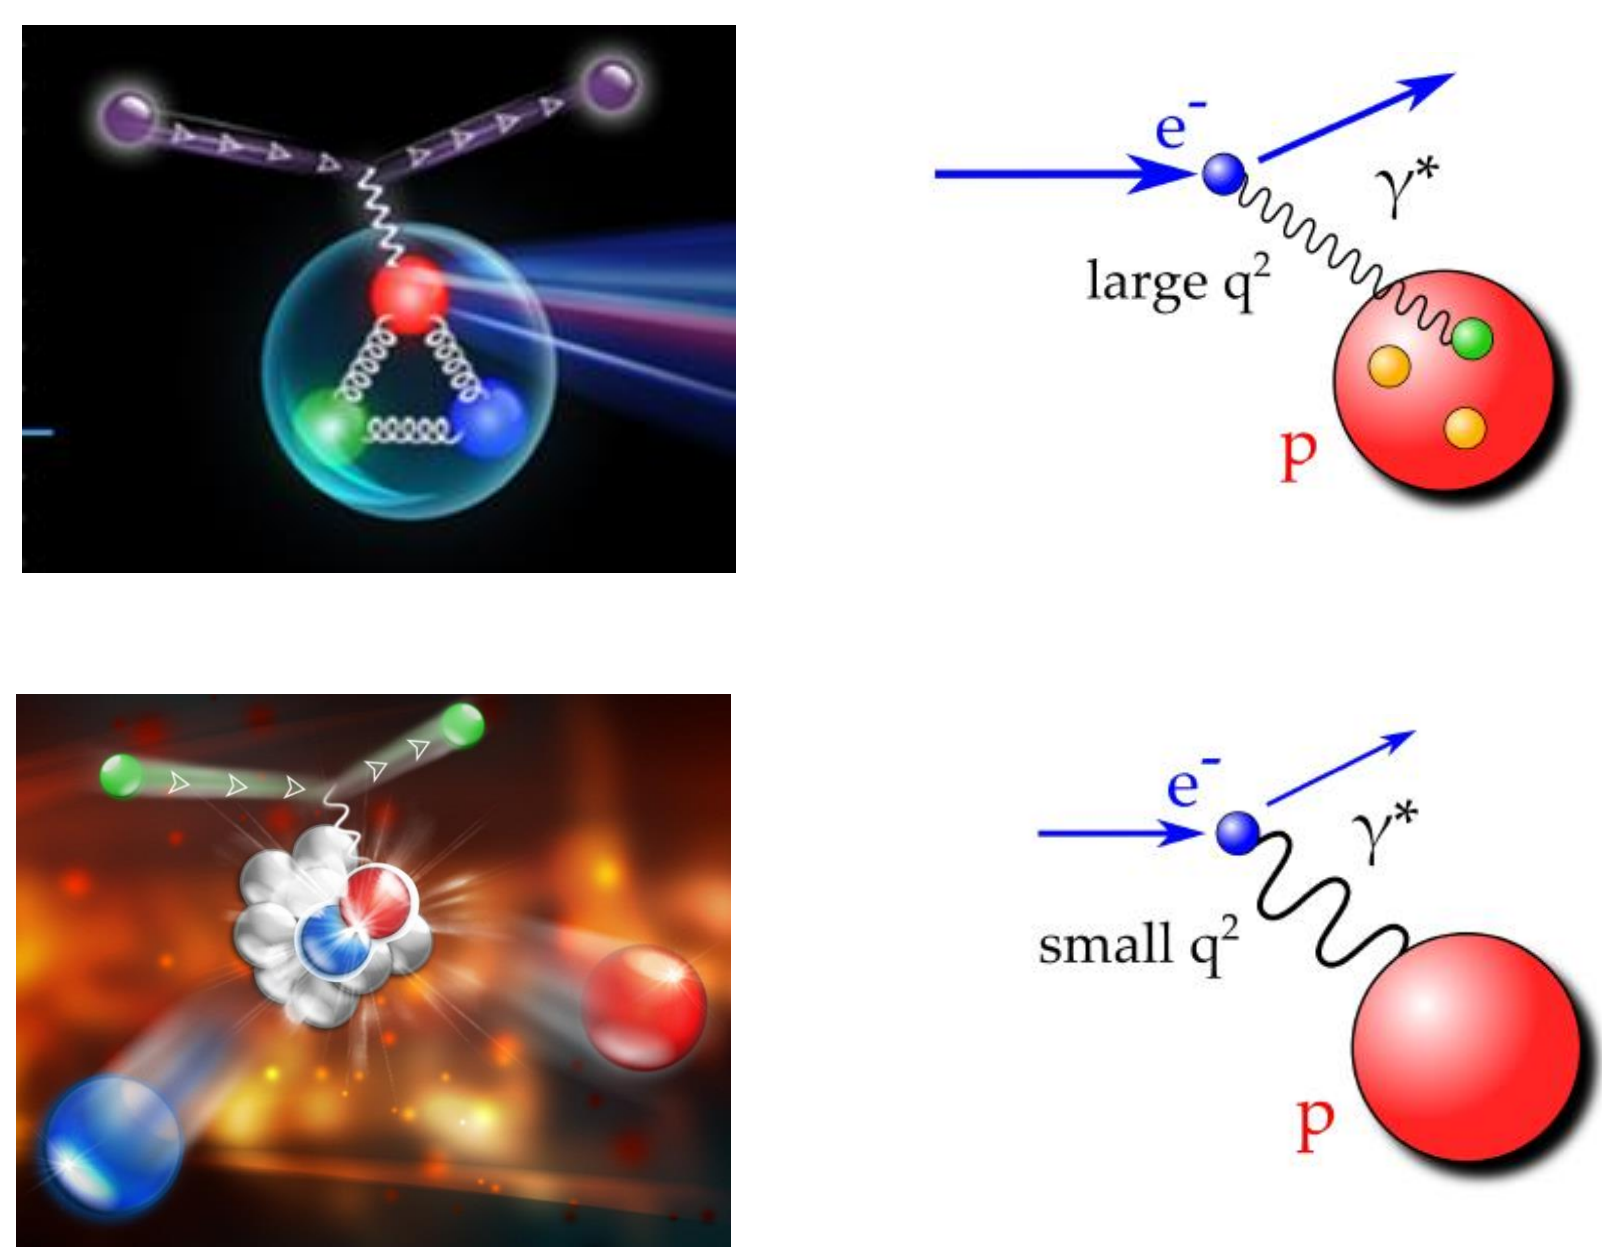 e⁻
γ*
large q²
p
e⁻
γ*
small q²
p